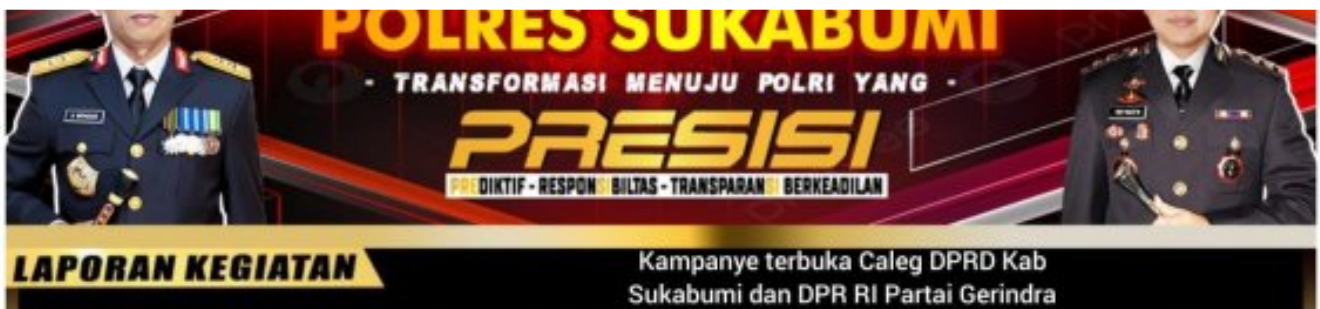 POLRES SUKABUMI
- TRANSFORMASI MENUJU POLRI YANG -
PRESISI
PREDIKTIF - RESPONSIBILTAS - TRANSPARANSI BERKEADILAN
LAPORAN KEGIATAN
Kampanye terbuka Caleg DPRD Kab
Sukabumi dan DPR RI Partai Gerindra